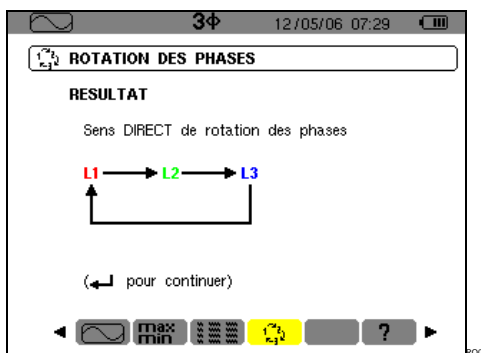 3Φ 12/05/06 07:29
ROTATION DES PHASES
RESULTAT
Sens DIRECT de rotation des phases
L1 L2 L3
(↵ pour continuer)
max min ?